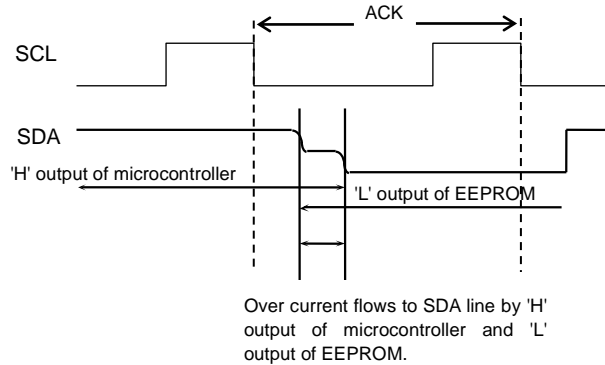 ACK
SCL
SDA
'H' output of microcontroller
'L' output of EEPROM
Over current flows to SDA line by 'H'
output of microcontroller and 'L'
output of EEPROM.